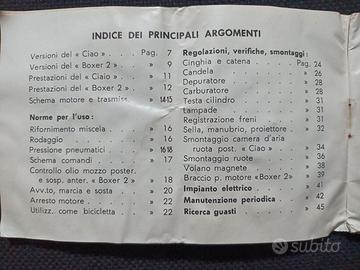 INDICE DEI PRINCIPALI ARGOMENTI
Versioni del « Ciao » . . Pag. 7
Versioni del « Boxer 2 » . » 9
Prestazioni del « Ciao » . » 11
Prestazioni del « Boxer 2 » » 12
Schema motore e trasmiss. » 14-15
Norme per l'uso:
Rifornimento miscela . . » 16
Rodaggio . . . . » 16
Pressione pneumatici . . » 16-18
Schema comandi . . » 17
Controllo olio mozzo poster.
e sosp. anter. « Boxer 2 » » 18
Avv.to, marcia e sosta . » 20
Arresto motore . . . » 22
Utilizz. come bicicletta . . » 22
Regolazioni, verifiche, smontaggi:
Cinghia e catena . . Pag. 24
Candela . . . . » 26
Depuratore . . . . » 28
Carburatore . . . » 28
Testa cilindro . . . » 31
Lampade . . . . » 31
Registrazione freni . . » 31
Sella, manubrio, proiettore » 32
Smontaggio camera d'aria
ruota post. « Ciao » . » 34
Smontaggio ruote . . » 36
Volano magnete . . . » 38
Braccio p. motore «Boxer 2» » 39
Impianto elettrico . . » 41
Manutenzione periodica . » 42
Ricerca guasti . . . » 45
subito